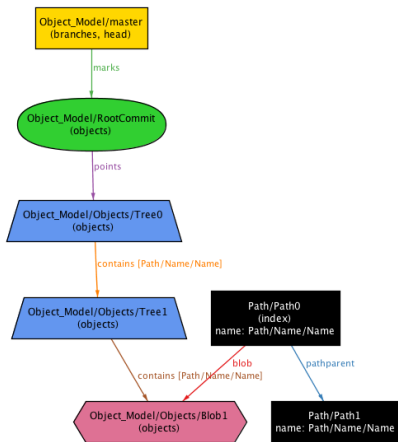 Object_Model/master
(branches, head)
marks
Object_Model/RootCommit
(objects)
points
Object_Model/Objects/Tree0
(objects)
contains [Path/Name/Name]
Object_Model/Objects/Tree1
(objects)
Path/Path0
(index)
name: Path/Name/Name
blob
pathparent
contains [Path/Name/Name]
Object_Model/Objects/Blob1
(objects)
Path/Path1
name: Path/Name/Name